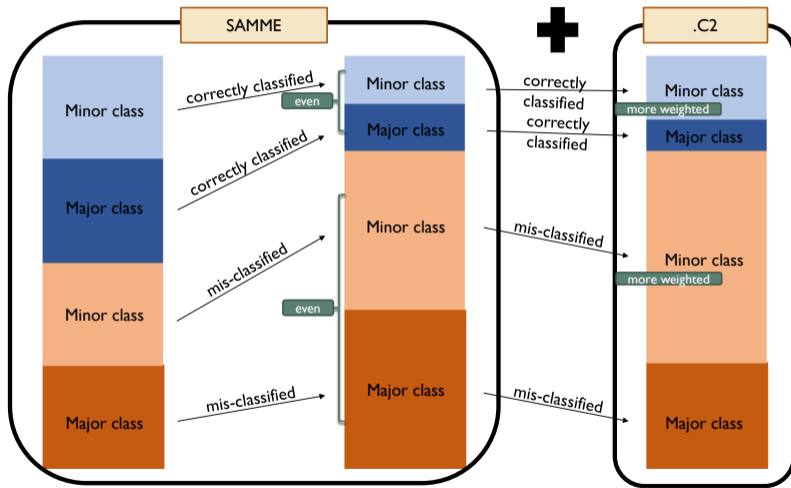 SAMME
.C2
Minor class
Major class
Minor class
Major class
correctly classified
correctly classified
mis-classified
mis-classified
even
even
Minor class
Major class
Minor class
Major class
correctly
classified
correctly
classified
mis-classified
mis-classified
Minor class
more weighted
Major class
Minor class
more weighted
Major class